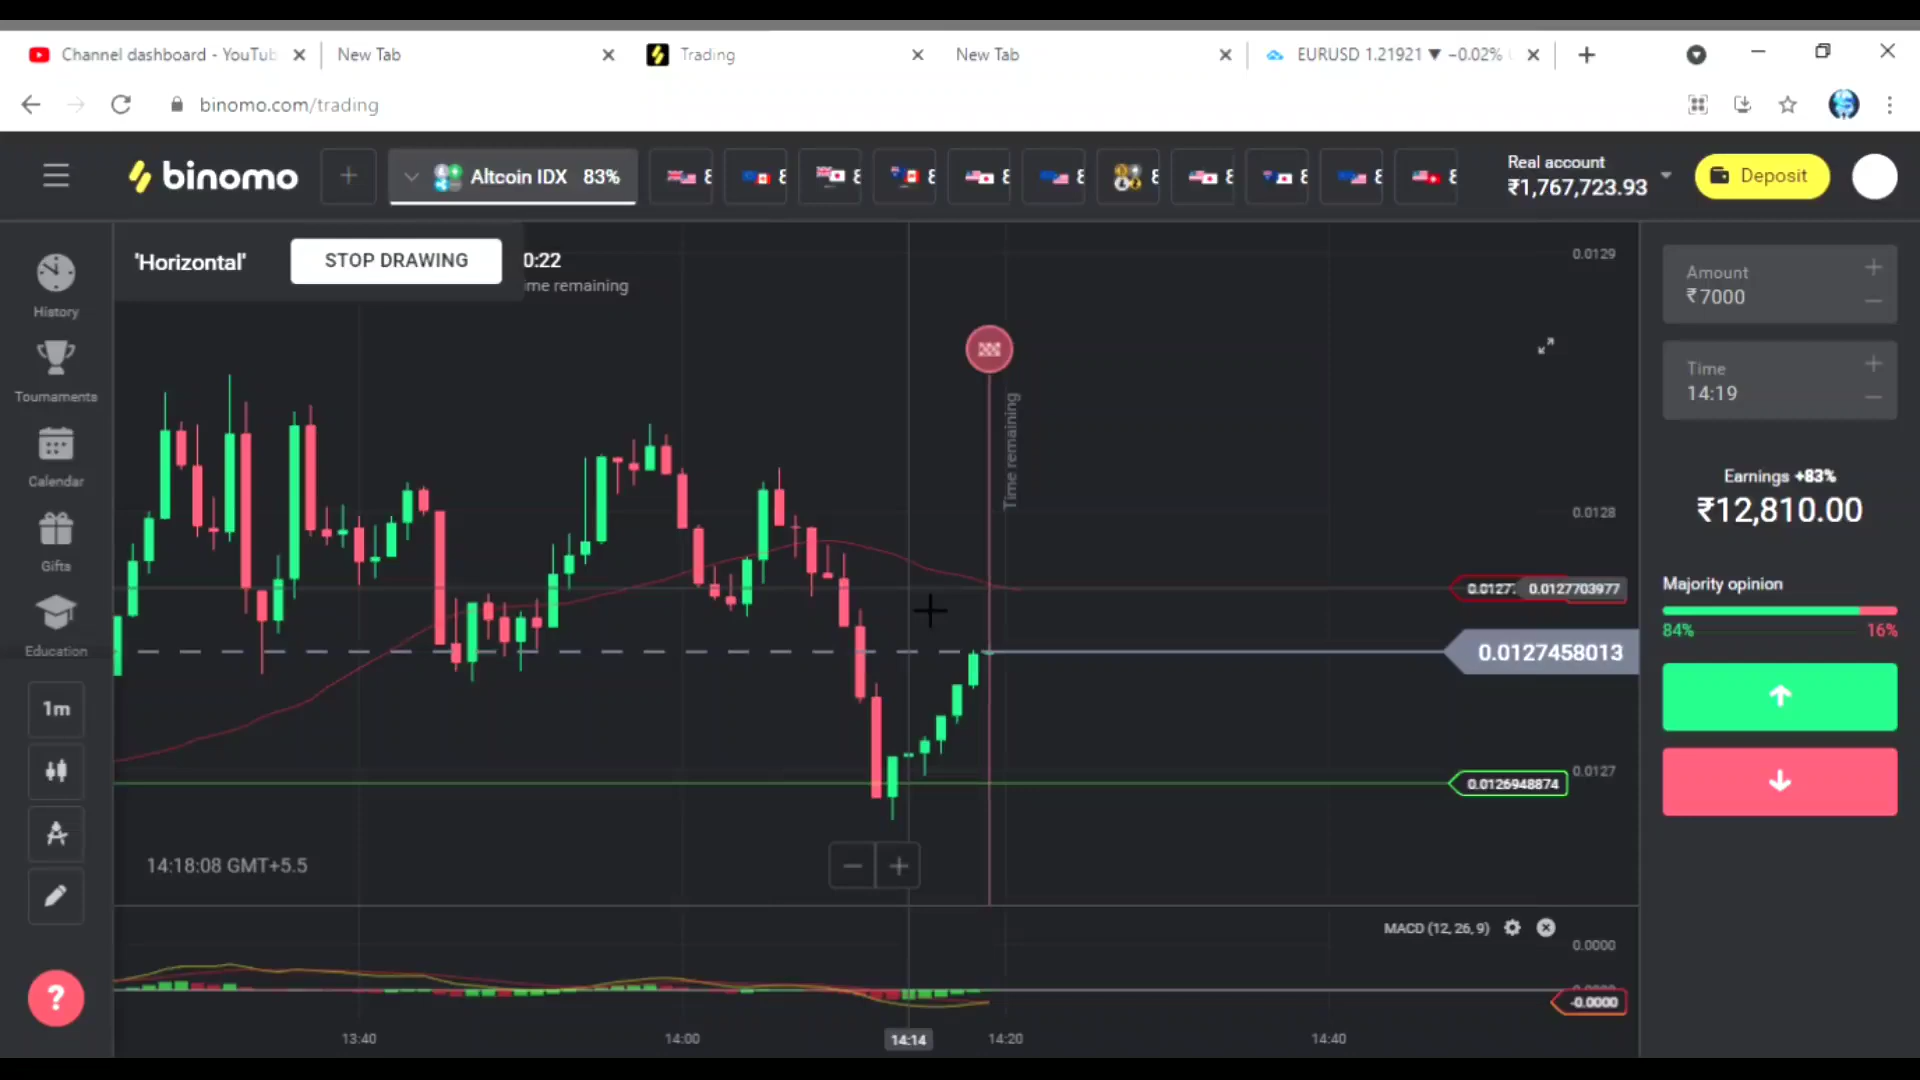 Channel dashboard - YouTub
New Tab
Trading
New Tab
EURUSD 1.21921 ▼ −0.02%
binomo.com/trading
binomo
Altcoin IDX 83%
Real account
₹1,767,723.93
Deposit
'Horizontal'
STOP DRAWING
0:22
me remaining
History
Tournaments
Calendar
Gifts
Education
1m
Time remaining
0.0129
0.0128
0.0127703977
0.0127458013
0.0127
0.0126948874
14:18:08 GMT+5.5
MACD (12, 26, 9)
0.0000
-0.0000
13:40
14:00
14:14
14:20
14:40
Amount
₹7000
Time
14:19
Earnings +83%
₹12,810.00
Majority opinion
84%
16%
?